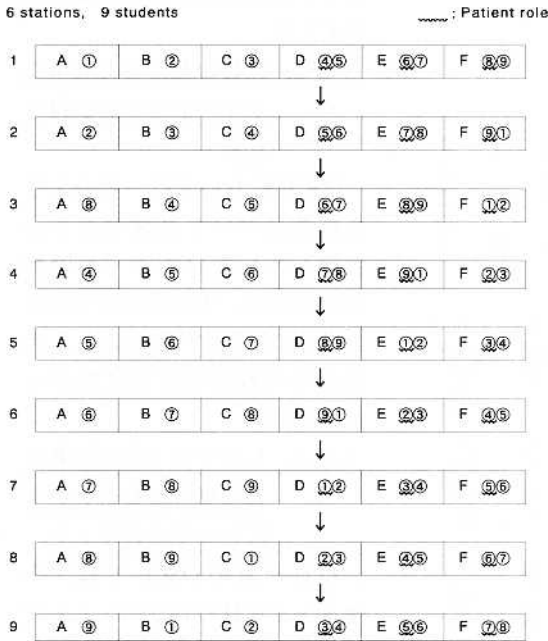 6 stations, 9 students
﹏﹏ ; Patient role
1 A ① B ② C ③ D ④⑤ E ⑥⑦ F ⑧⑨
↓
2 A ② B ③ C ④ D ⑤⑥ E ⑦⑧ F ⑨①
↓
3 A ⑧ B ④ C ⑤ D ⑥⑦ E ⑧⑨ F ①②
↓
4 A ④ B ⑤ C ⑥ D ⑦⑧ E ⑨① F ②③
↓
5 A ⑤ B ⑥ C ⑦ D ⑧⑨ E ①② F ③④
↓
6 A ⑥ B ⑦ C ⑧ D ⑨① E ②③ F ④⑤
↓
7 A ⑦ B ⑧ C ⑨ D ①② E ③④ F ⑤⑥
↓
8 A ⑧ B ⑨ C ① D ②③ E ④⑤ F ⑥⑦
↓
9 A ⑨ B ① C ② D ③④ E ⑤⑥ F ⑦⑧